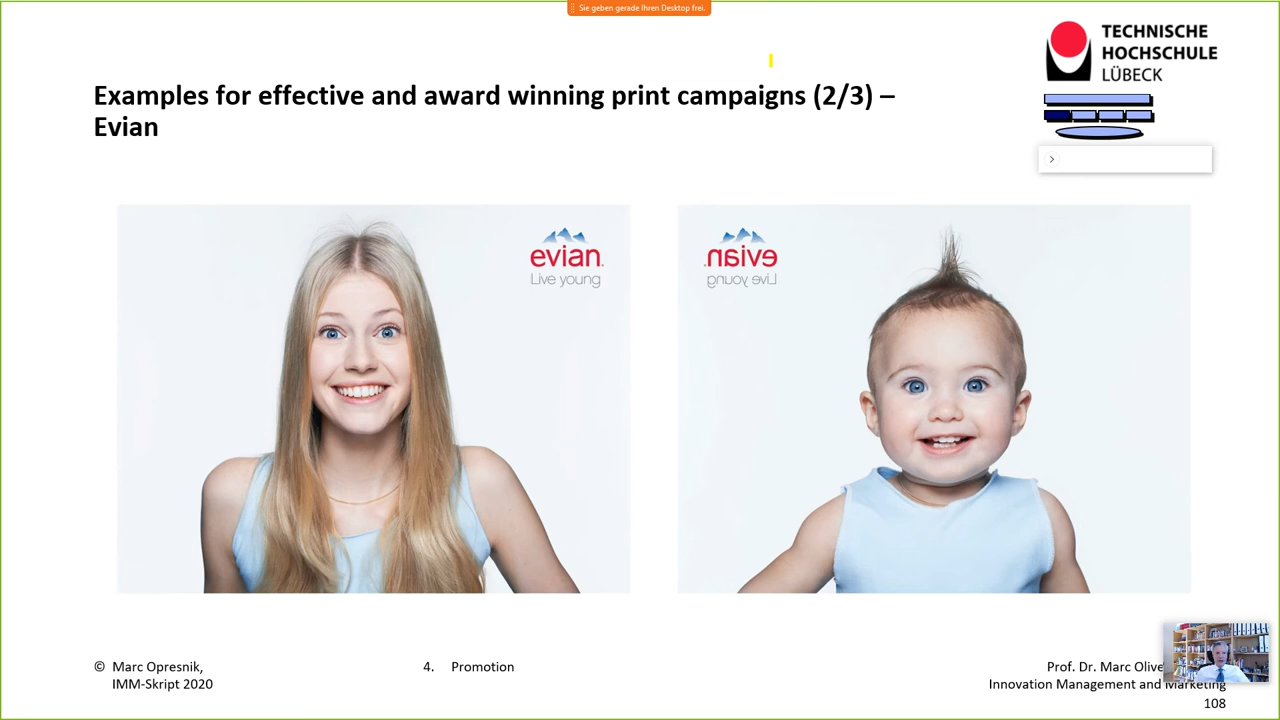 Sie geben gerade Ihren Desktop frei.
TECHNISCHE
HOCHSCHULE
LÜBECK
Examples for effective and award winning print campaigns (2/3) –
Evian
evian.
Live young
evian.
Live young
© Marc Opresnik,
IMM-Skript 2020
4. Promotion
Prof. Dr. Marc Olive
Innovation Management and Marketing
108